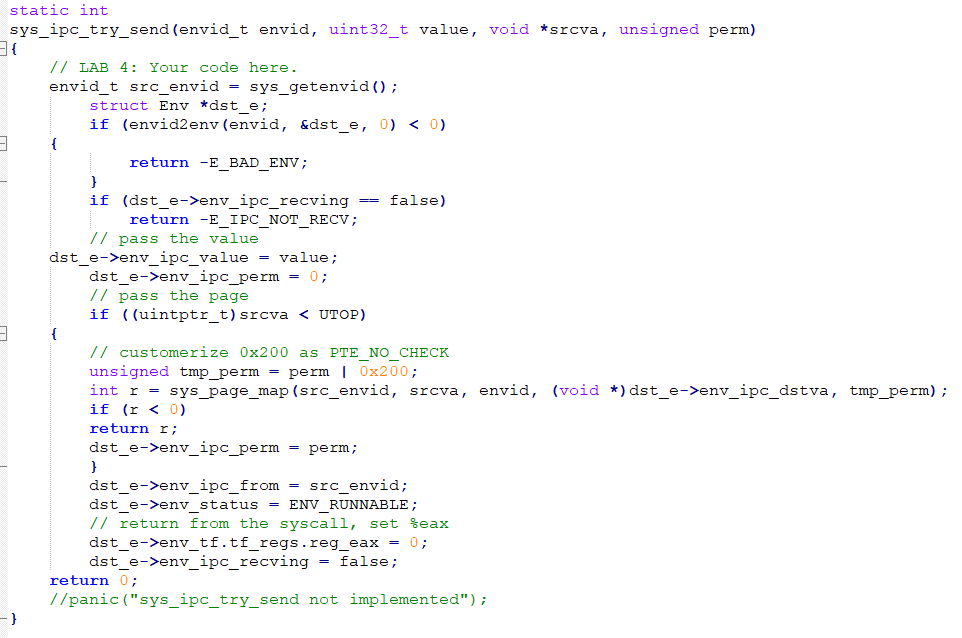 static int
sys_ipc_try_send(envid_t envid, uint32_t value, void *srcva, unsigned perm)
{
    // LAB 4: Your code here.
    envid_t src_envid = sys_getenvid();
        struct Env *dst_e;
        if (envid2env(envid, &dst_e, 0) < 0)
    {
            return -E_BAD_ENV;
        }
        if (dst_e->env_ipc_recving == false)
            return -E_IPC_NOT_RECV;
        // pass the value
    dst_e->env_ipc_value = value;
        dst_e->env_ipc_perm = 0;
        // pass the page
        if ((uintptr_t)srcva < UTOP)
    {
        // customerize 0x200 as PTE_NO_CHECK
        unsigned tmp_perm = perm | 0x200;
        int r = sys_page_map(src_envid, srcva, envid, (void *)dst_e->env_ipc_dstva, tmp_perm);
        if (r < 0)
        return r;
        dst_e->env_ipc_perm = perm;
        }
        dst_e->env_ipc_from = src_envid;
        dst_e->env_status = ENV_RUNNABLE;
        // return from the syscall, set %eax
        dst_e->env_tf.tf_regs.reg_eax = 0;
        dst_e->env_ipc_recving = false;
    return 0;
    //panic("sys_ipc_try_send not implemented");
}